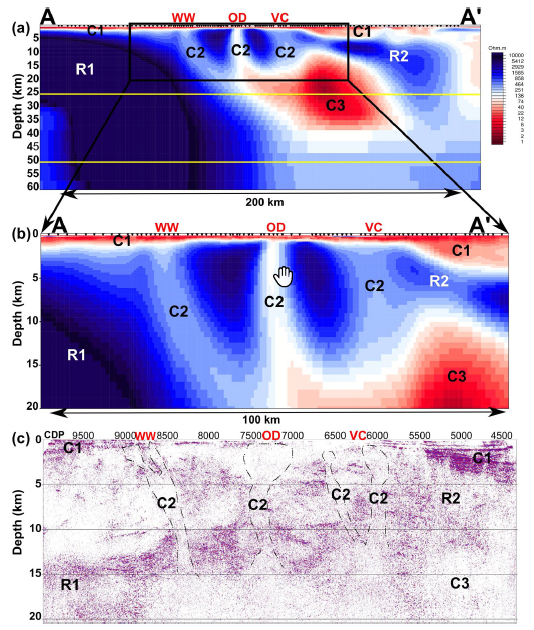 A A'
WW OD VC
(a)
0 C1 C1
5
10 C2 C2 C2 R2
15 R1
20
25 C3
30
35
40
45
50
55
60
Depth (km)
200 km
Ohm.m
10000
5412
2929
1585
858
464
251
136
74
40
22
12
6
3
2
1
A A'
WW OD VC
(b)
0 C1 C1
5 R2
C2 C2 C2
10
R1
15 C3
20
Depth (km)
100 km
(c)
CDP 9500 9000 WW 8500 8000 7500 OD 7000 6500 VC 6000 5500 5000 4500
0 C1 C1
5
C2 C2 C2 C2 R2
10
15
R1 C3
20
Depth (km)